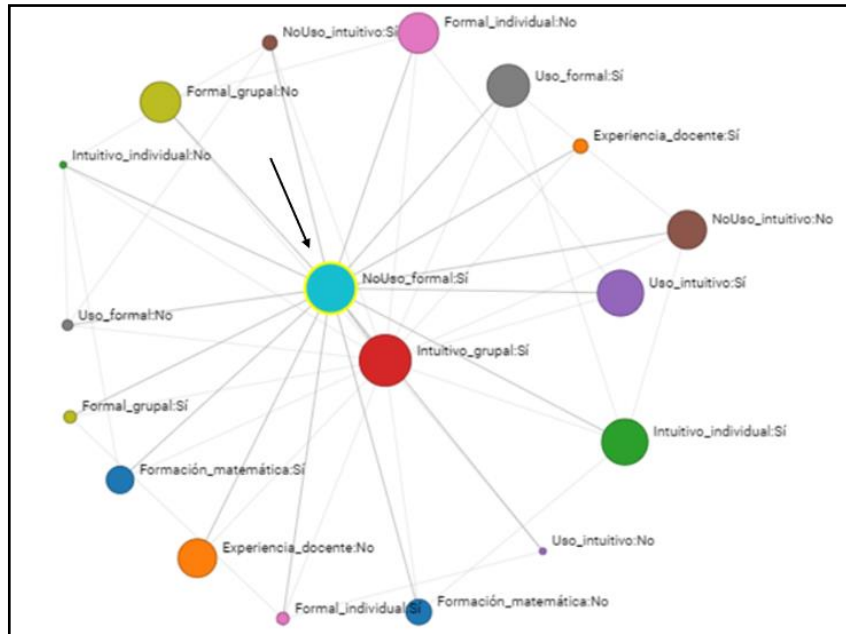 Formal_individual:No
NoUso_intuitivo:Sí
Uso_formal:Sí
Formal_grupal:No
Experiencia_docente:Sí
Intuitivo_individual:No
NoUso_intuitivo:No
NoUso_formal:Sí
Uso_intuitivo:Sí
Uso_formal:No
Intuitivo_grupal:Sí
Formal_grupal:Sí
Intuitivo_individual:Sí
Formación_matemática:Sí
Uso_intuitivo:No
Experiencia_docente:No
Formal_individual:Sí
Formación_matemática:No